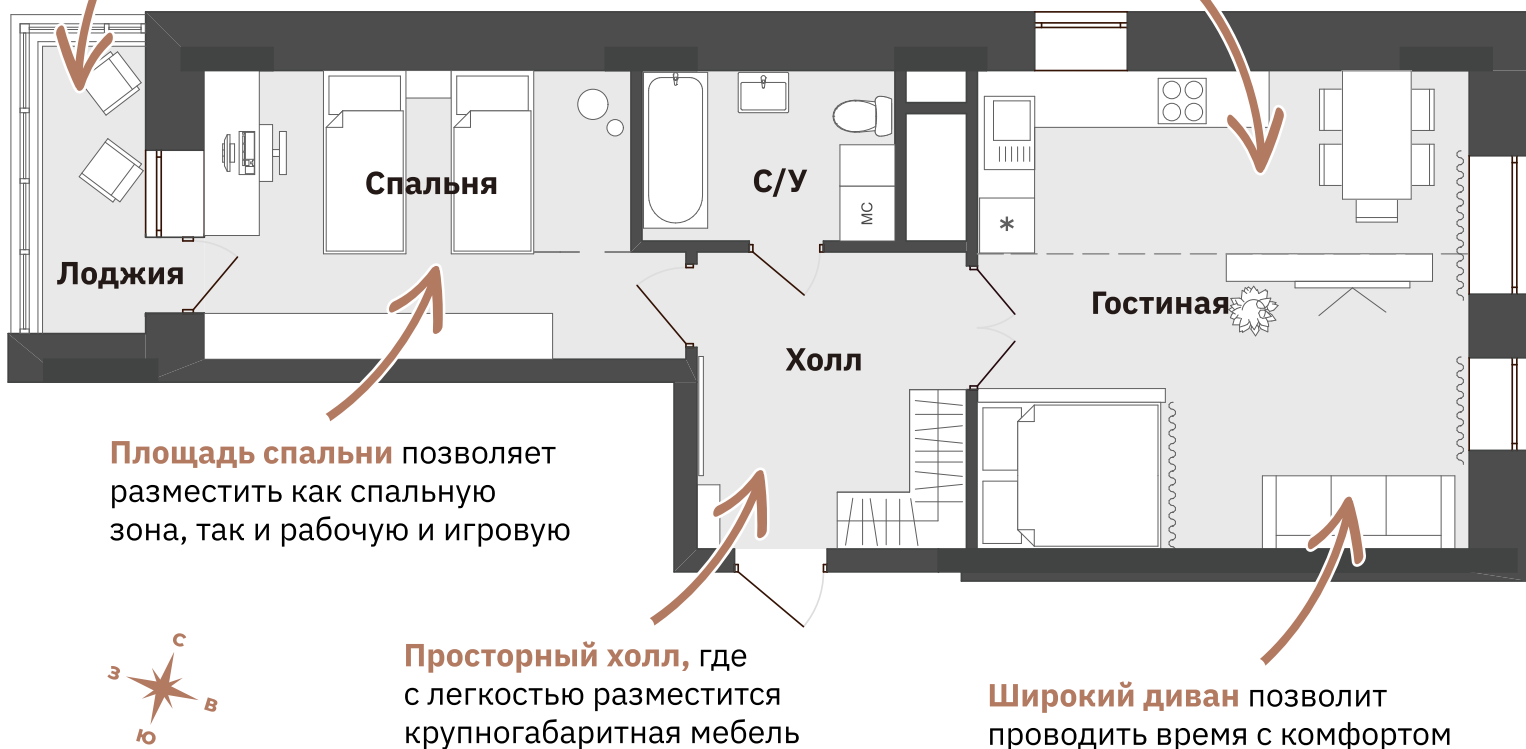 Спальня
С/У
МС
*
Лоджия
Гостиная
Холл
Площадь спальни позволяет
разместить как спальную
зона, так и рабочую и игровую
С
З
В
Ю
Просторный холл, где
с легкостью разместится
крупногабаритная мебель
Широкий диван позволит
проводить время с комфортом